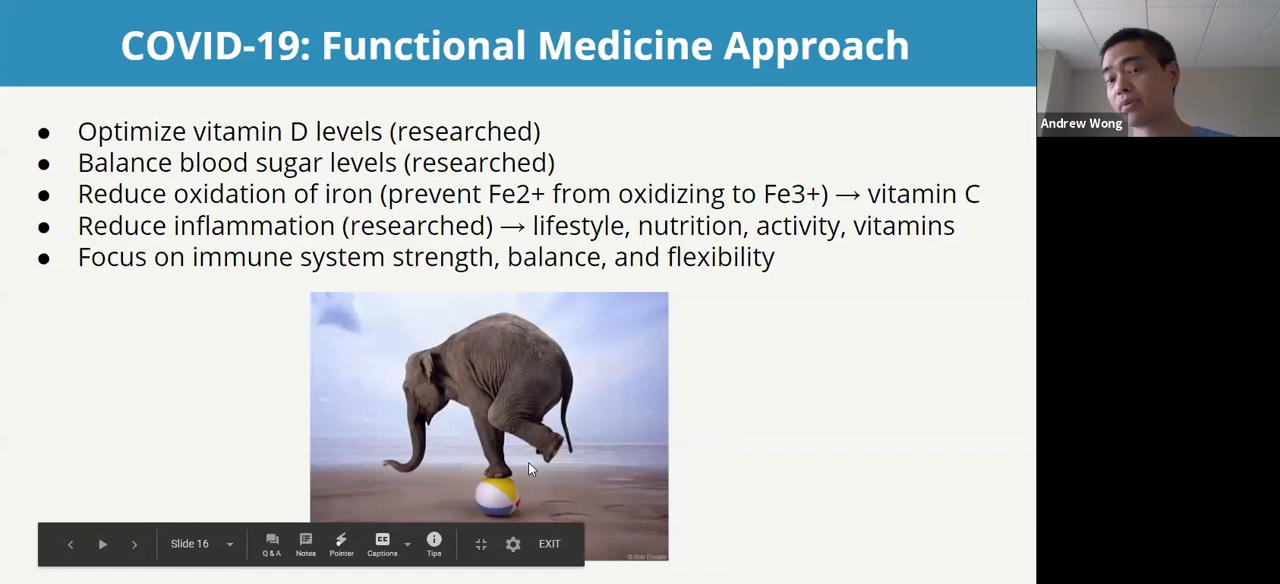 COVID-19: Functional Medicine Approach
Andrew Wong
● Optimize vitamin D levels (researched)
● Balance blood sugar levels (researched)
● Reduce oxidation of iron (prevent Fe2+ from oxidizing to Fe3+) → vitamin C
● Reduce inflammation (researched) → lifestyle, nutrition, activity, vitamins
● Focus on immune system strength, balance, and flexibility
Slide 16
Q & A
Notes
Pointer
CC
Captions
Tips
EXIT